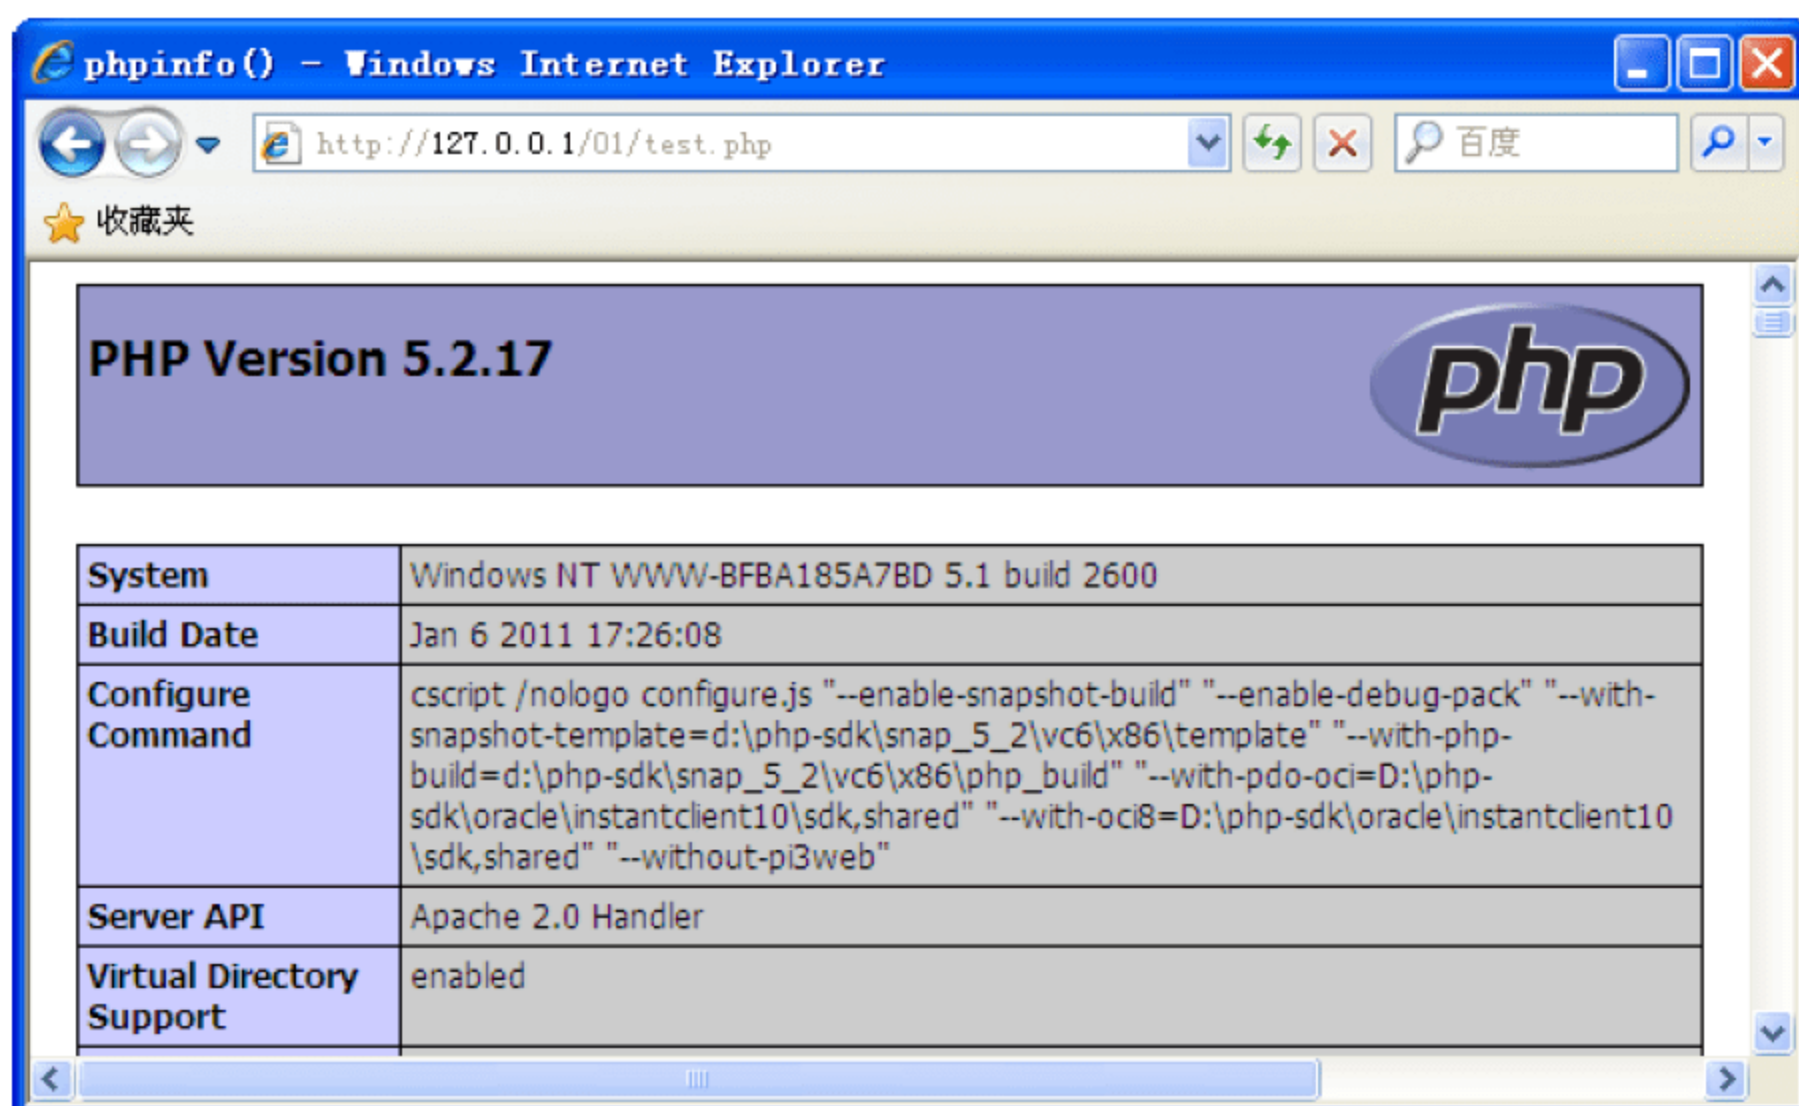 phpinfo() - Windows Internet Explorer
http://127.0.0.1/01/test.php
百度
收藏夹
PHP Version 5.2.17
php
System
Windows NT WWW-BFBA185A7BD 5.1 build 2600
Build Date
Jan 6 2011 17:26:08
Configure
Command
cscript /nologo configure.js "--enable-snapshot-build" "--enable-debug-pack" "--with-
snapshot-template=d:\php-sdk\snap_5_2\vc6\x86\template" "--with-php-
build=d:\php-sdk\snap_5_2\vc6\x86\php_build" "--with-pdo-oci=D:\php-
sdk\oracle\instantclient10\sdk,shared" "--with-oci8=D:\php-sdk\oracle\instantclient10
\sdk,shared" "--without-pi3web"
Server API
Apache 2.0 Handler
Virtual Directory
Support
enabled